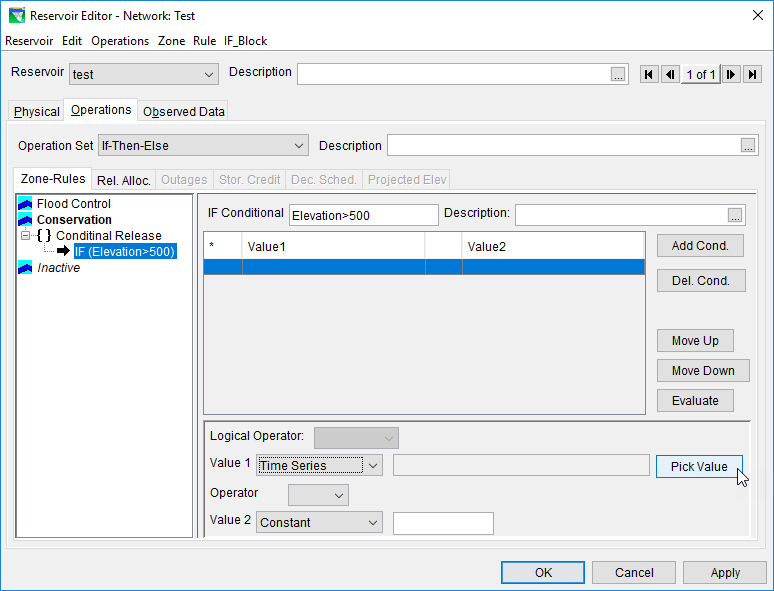 Reservoir Editor - Network: Test
Reservoir Edit Operations Zone Rule IF_Block
Reservoir test Description ... 1 of 1
Physical Operations Observed Data
Operation Set If-Then-Else Description ...
Zone-Rules Rel. Alloc. Outages Stor. Credit Dec. Sched. Projected Elev
Flood Control
Conservation
{ } Conditinal Release
IF (Elevation>500)
Inactive
IF Conditional Elevation>500 Description: ...
* Value1 Value2
Add Cond.
Del. Cond.
Move Up
Move Down
Evaluate
Logical Operator:
Value 1 Time Series Pick Value
Operator
Value 2 Constant
OK Cancel Apply